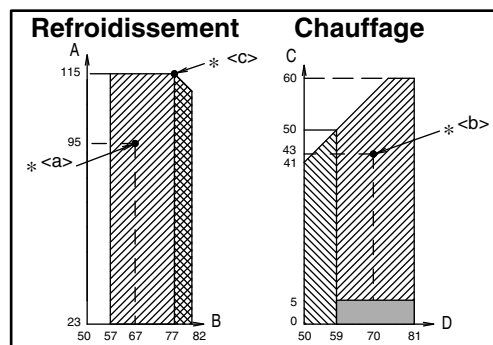 Refroidissement
Chauffage
A
115
* <c>
95
* <a>
23
B
50 57 67 77 82
C
60
50
43
41
* <b>
5
0
D
50 59 70 81